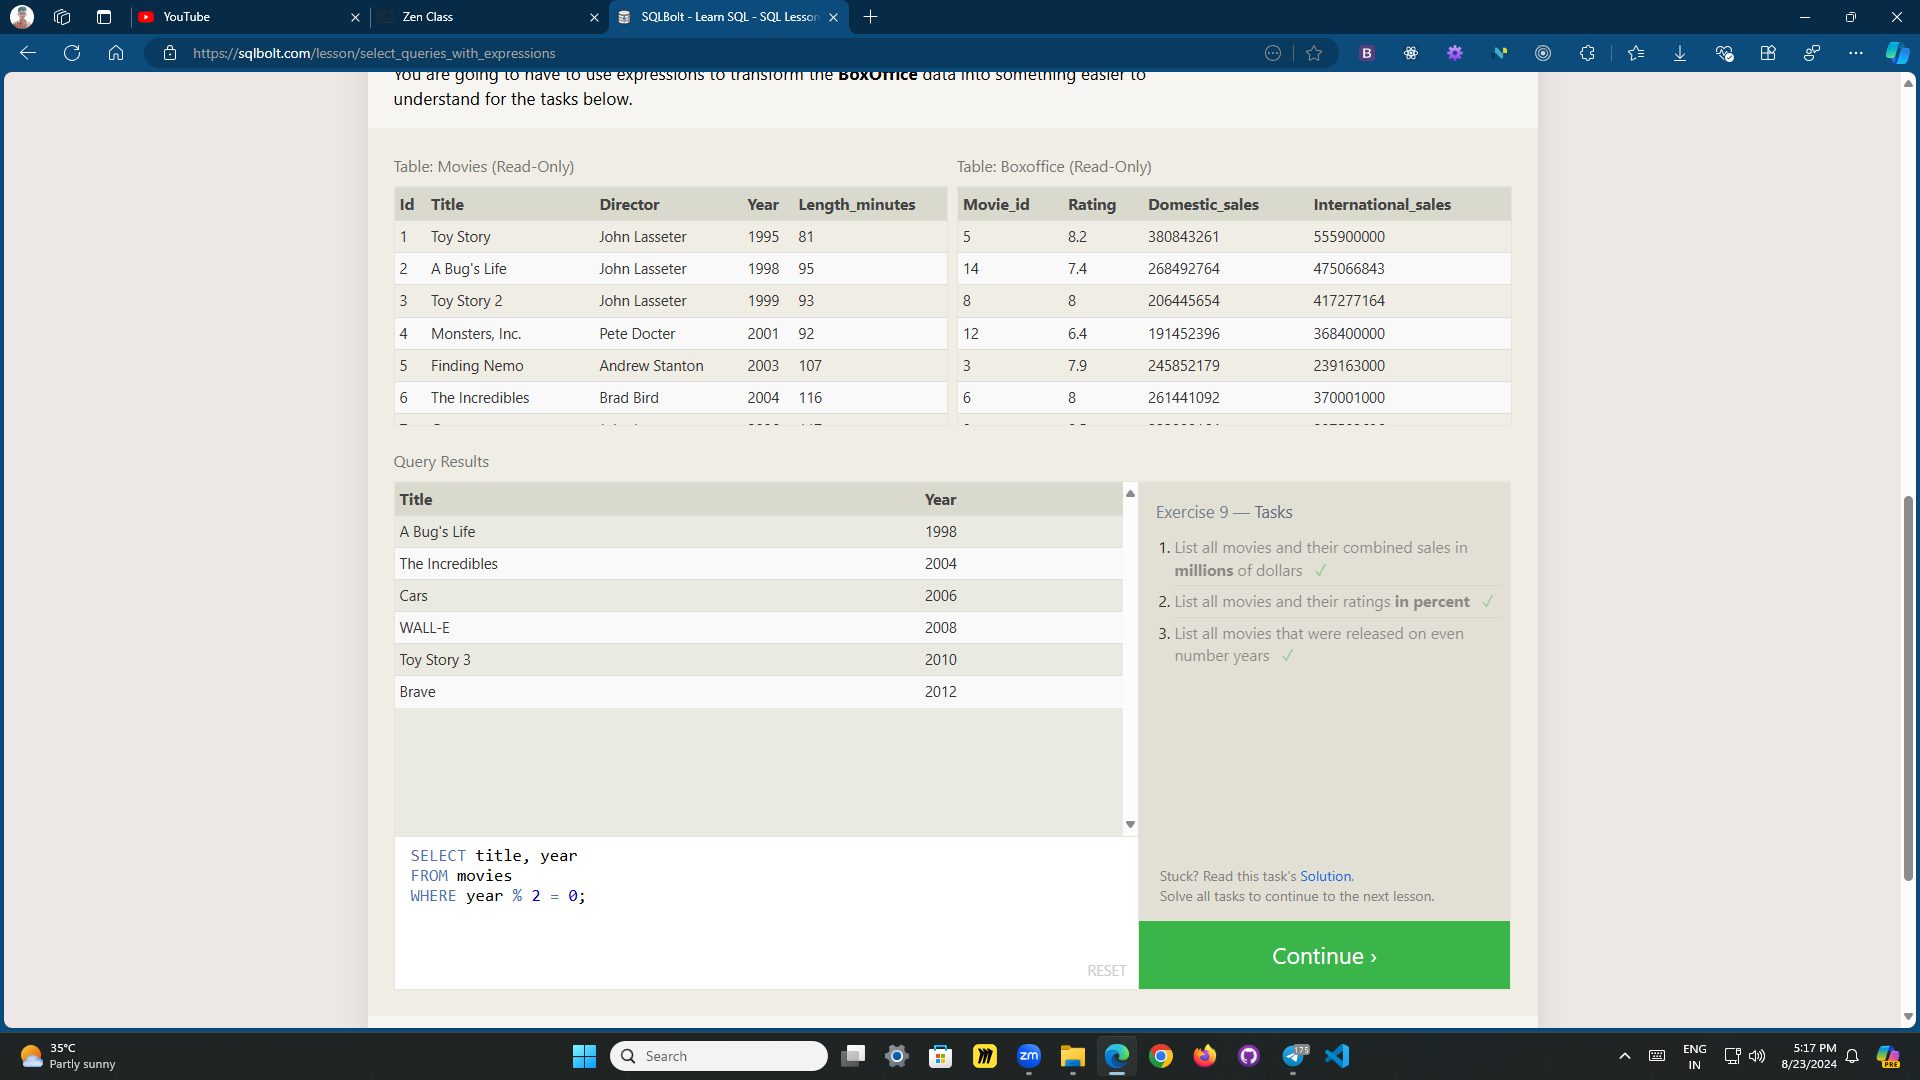 YouTube
Zen Class
SQLBolt - Learn SQL - SQL Lesson
https://sqlbolt.com/lesson/select_queries_with_expressions
You are going to have to use expressions to transform the BoxOffice data into something easier to
understand for the tasks below.
Table: Movies (Read-Only)
Id Title Director Year Length_minutes
1 Toy Story John Lasseter 1995 81
2 A Bug's Life John Lasseter 1998 95
3 Toy Story 2 John Lasseter 1999 93
4 Monsters, Inc. Pete Docter 2001 92
5 Finding Nemo Andrew Stanton 2003 107
6 The Incredibles Brad Bird 2004 116
Table: Boxoffice (Read-Only)
Movie_id Rating Domestic_sales International_sales
5 8.2 380843261 555900000
14 7.4 268492764 475066843
8 8 206445654 417277164
12 6.4 191452396 368400000
3 7.9 245852179 239163000
6 8 261441092 370001000
Query Results
Title Year
A Bug's Life 1998
The Incredibles 2004
Cars 2006
WALL-E 2008
Toy Story 3 2010
Brave 2012
SELECT title, year
FROM movies
WHERE year % 2 = 0;
RESET
Exercise 9 — Tasks
1. List all movies and their combined sales in
millions of dollars ✓
2. List all movies and their ratings in percent ✓
3. List all movies that were released on even
number years ✓
Stuck? Read this task's Solution.
Solve all tasks to continue to the next lesson.
Continue ›
35°C
Partly sunny
Search
zm
175
ENG
IN
5:17 PM
8/23/2024
PRE